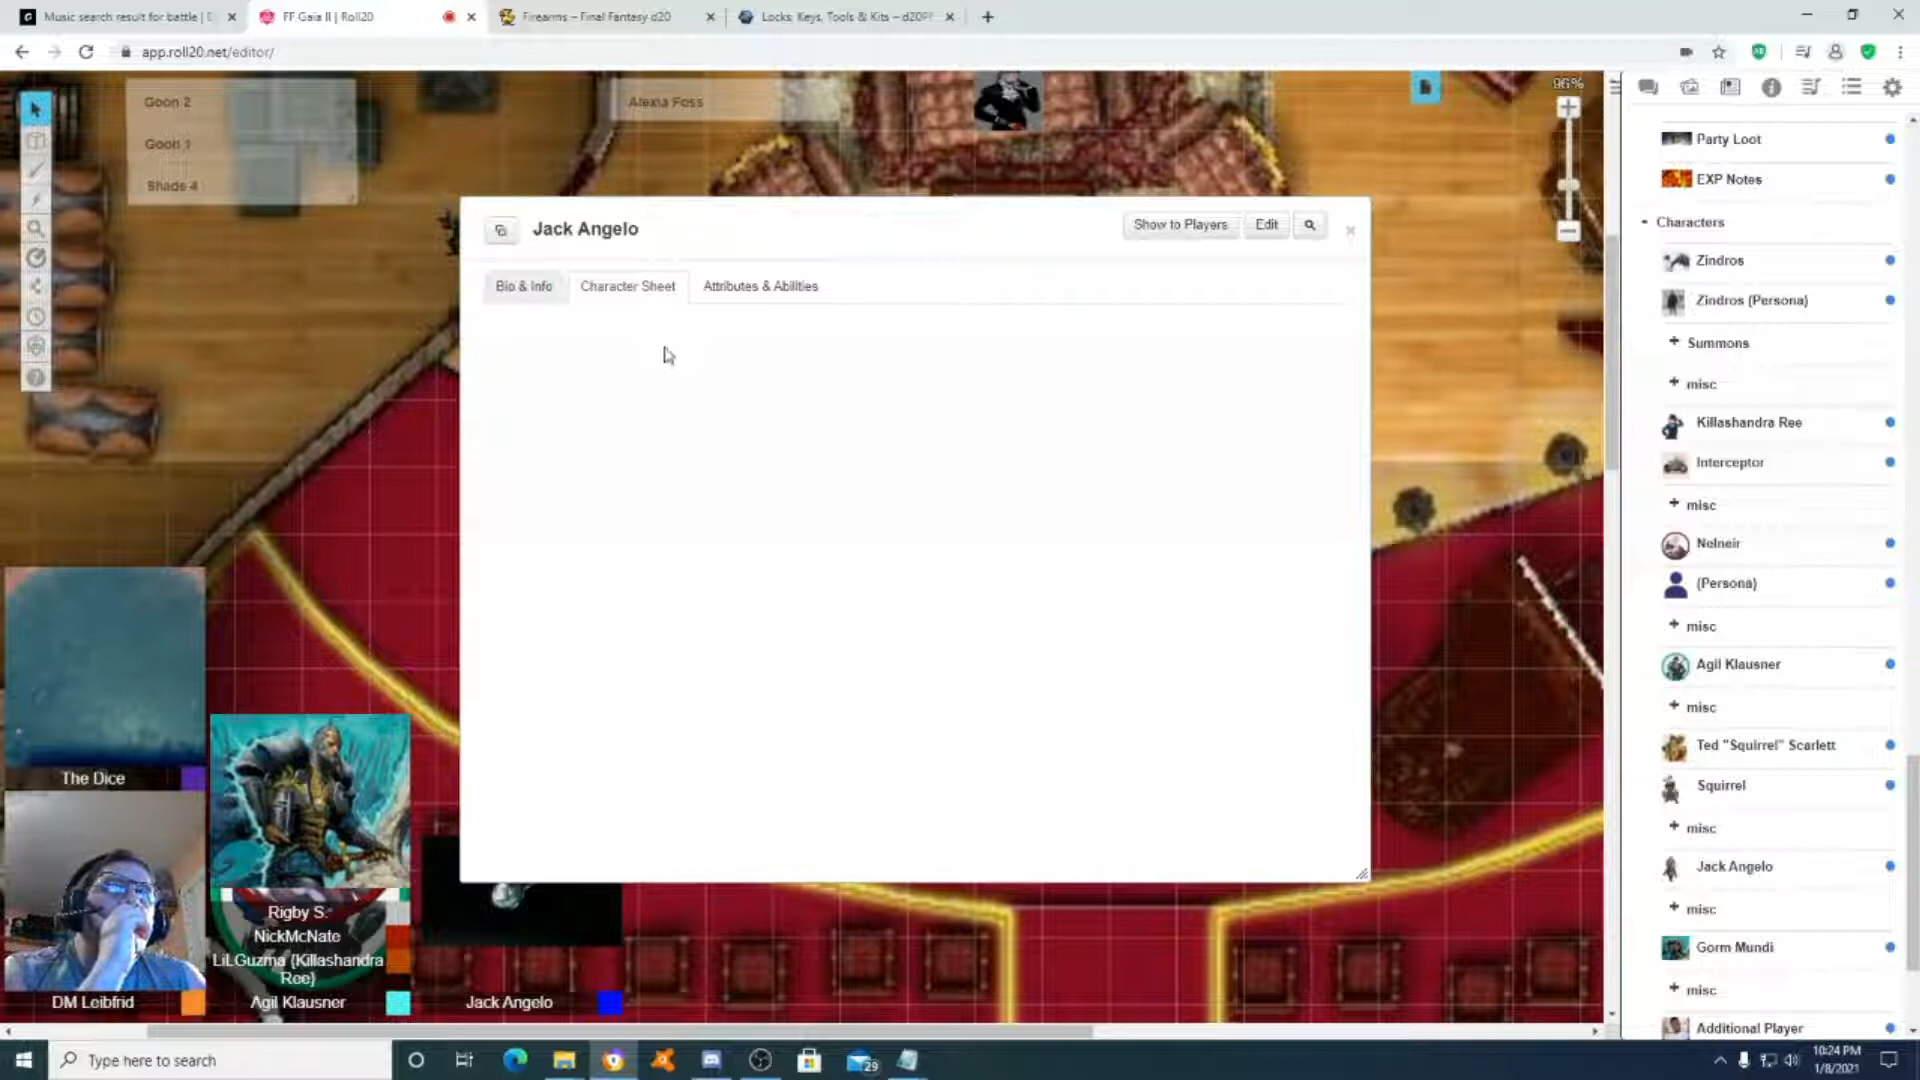 Music search result for battle | E
FF Gaia II | Roll20
Firearms – Final Fantasy d20
Locks, Keys, Tools & Kits – d20PF
app.roll20.net/editor/
Goon 2
Goon 1
Shade 4
Alexia Foss
96%
Jack Angelo
Show to Players
Edit
Bio & Info
Character Sheet
Attributes & Abilities
Party Loot
EXP Notes
Characters
Zindros
Zindros (Persona)
Summons
misc
Killashandra Ree
Interceptor
misc
Nelneir
(Persona)
misc
Agil Klausner
misc
Ted "Squirrel" Scarlett
Squirrel
misc
Jack Angelo
misc
Gorm Mundi
misc
Additional Player
The Dice
DM Leibfrid
Rigby S.
NickMcNate
LiLGuzma (Killashandra
Ree)
Agil Klausner
Jack Angelo
Type here to search
29
10:24 PM
1/8/2021